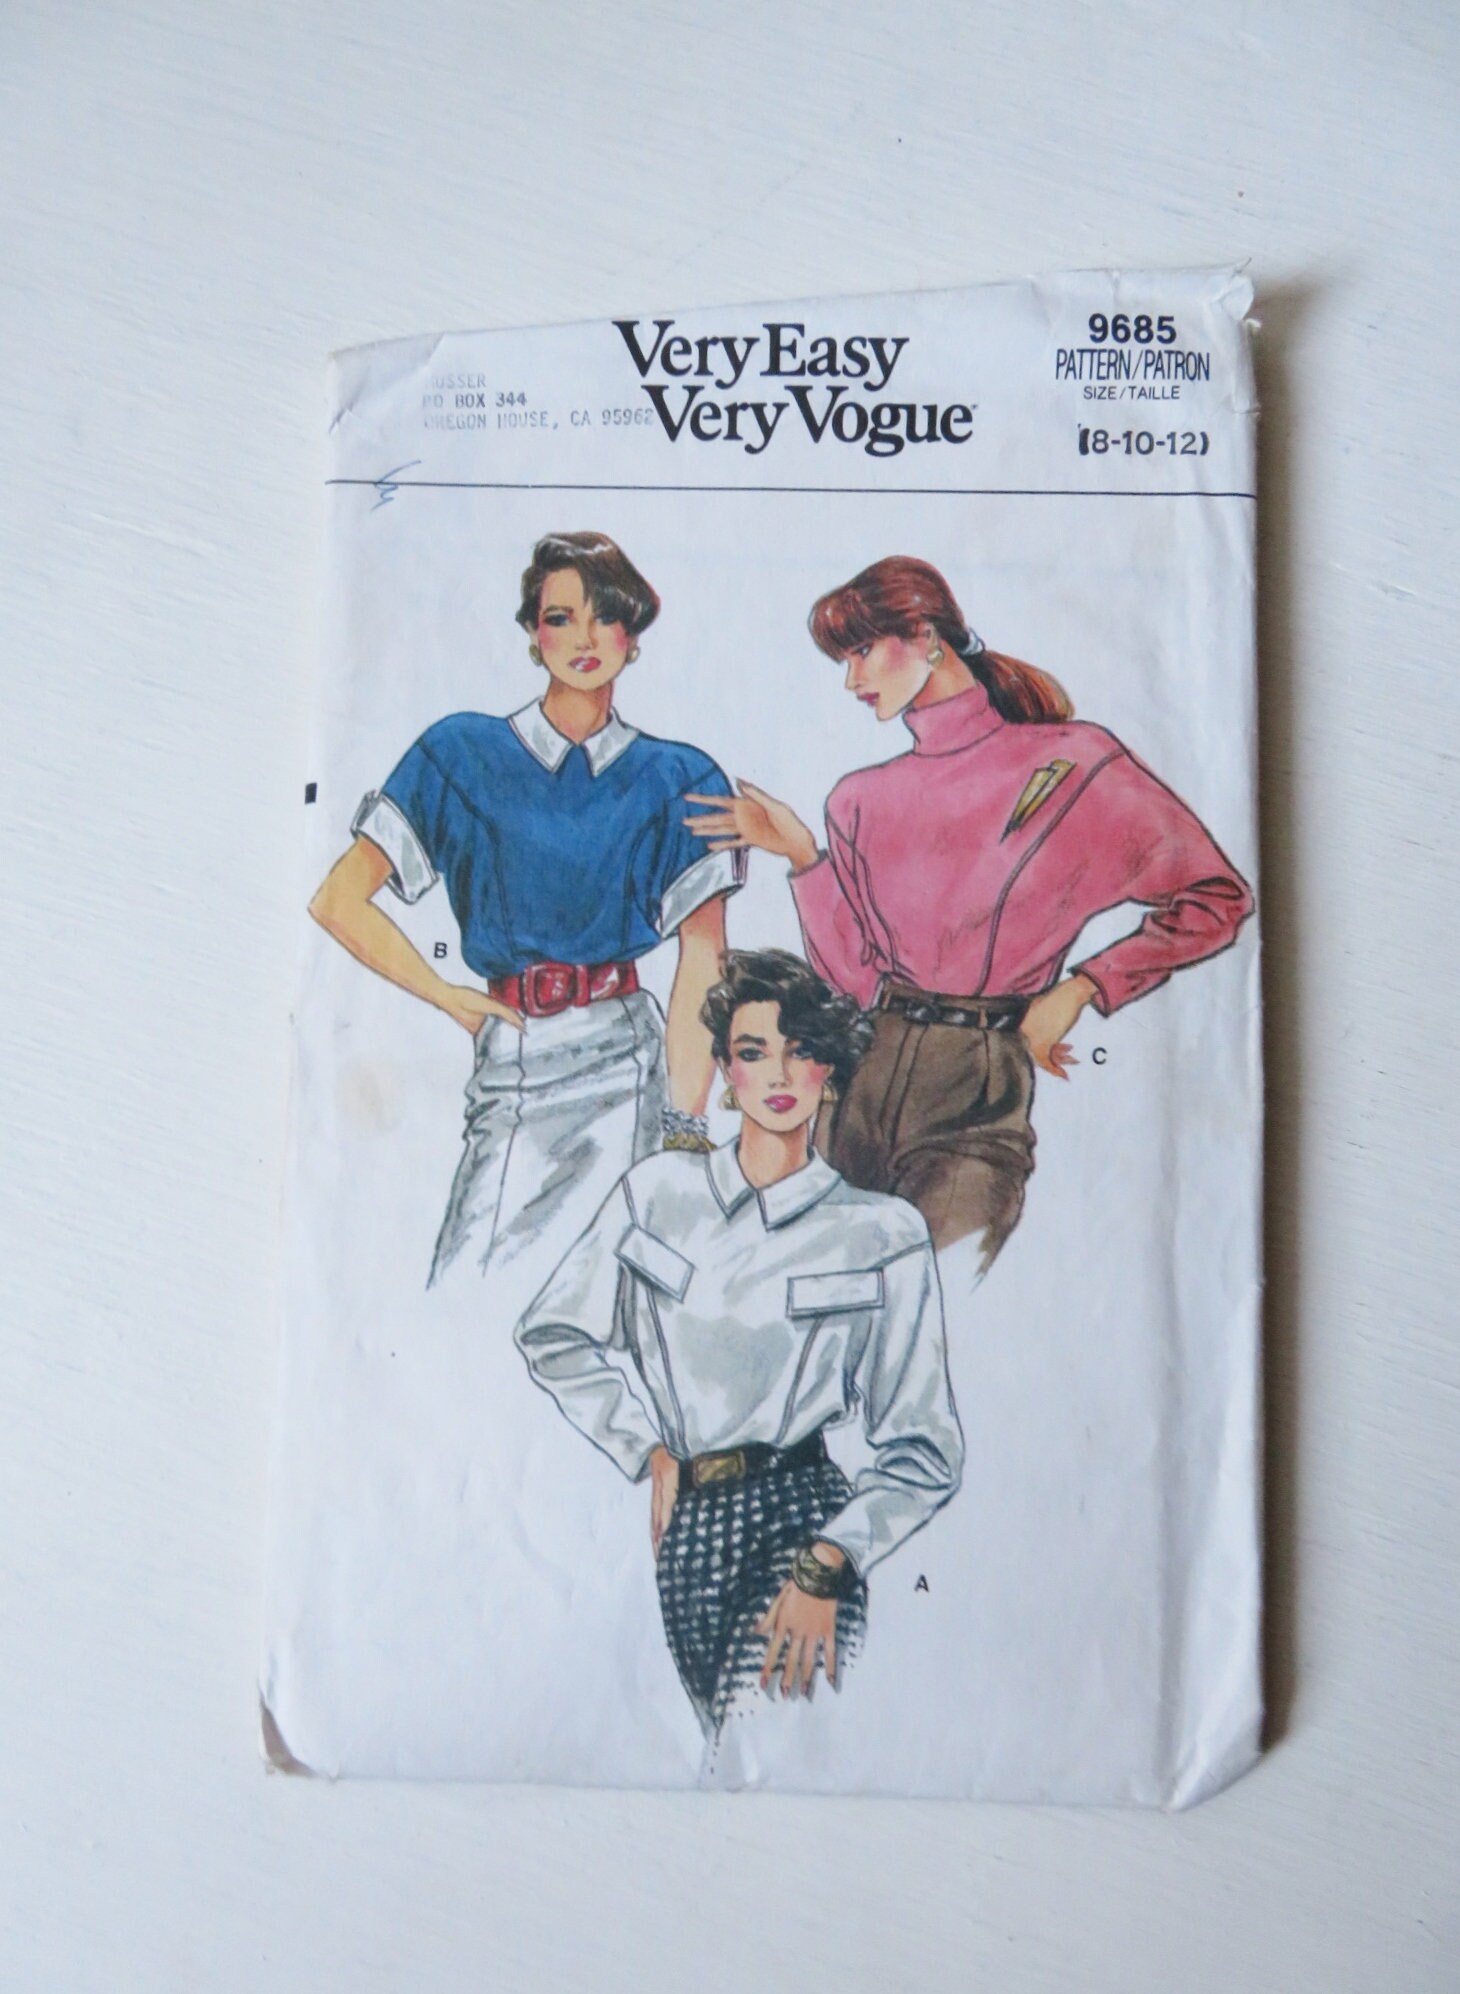 Very Easy
Very Vogue
9685
PATTERN/PATRON
SIZE/TAILLE
(8-10-12)
PO BOX 344
OREGON HOUSE, CA 95962
B
C
A